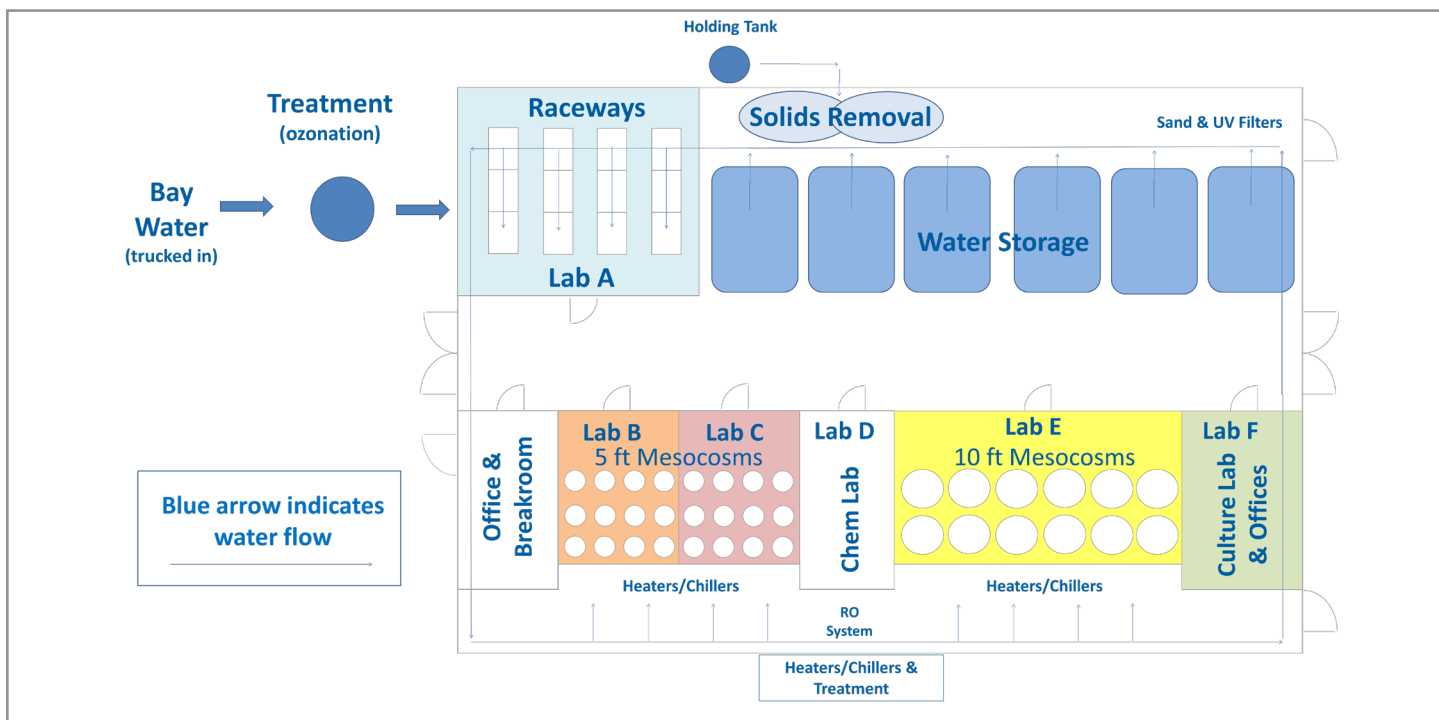 Holding Tank
Treatment
(ozonation)
Raceways
Solids Removal
Sand & UV Filters
Bay
Water
(trucked in)
Water Storage
Lab A
Lab B
Lab C
5 ft Mesocosms
Lab D
Lab E
10 ft Mesocosms
Lab F
Office &
Breakroom
Chem Lab
Culture Lab
& Offices
Blue arrow indicates
water flow
Heaters/Chillers
Heaters/Chillers
RO
System
Heaters/Chillers &
Treatment